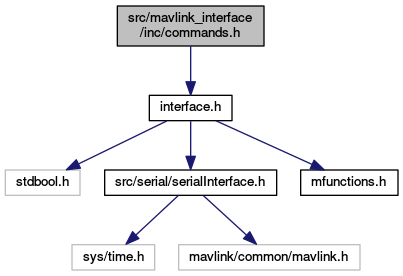 src/mavlink_interface
/inc/commands.h
interface.h
stdbool.h
src/serial/serialInterface.h
mfunctions.h
sys/time.h
mavlink/common/mavlink.h